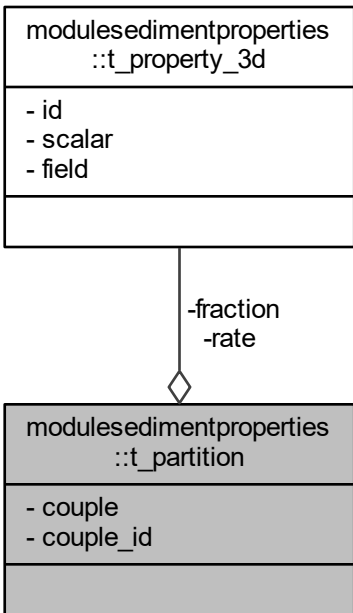 modulesedimentproperties
::t_property_3d
- id
- scalar
- field
-fraction
-rate
modulesedimentproperties
::t_partition
- couple
- couple_id